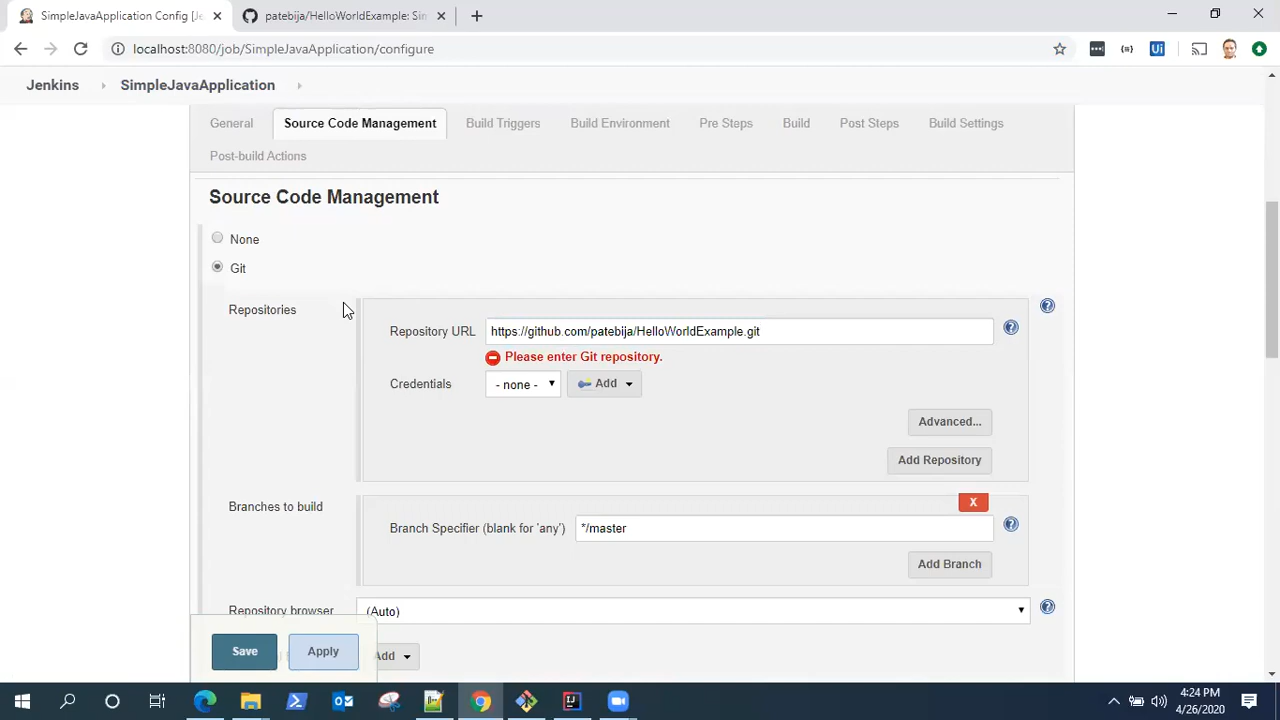 SimpleJavaApplication Config [Je
patebija/HelloWorldExample: Sim
localhost:8080/job/SimpleJavaApplication/configure
Jenkins
SimpleJavaApplication
General
Source Code Management
Build Triggers
Build Environment
Pre Steps
Build
Post Steps
Build Settings
Post-build Actions
Source Code Management
None
Git
Repositories
Repository URL
https://github.com/patebija/HelloWorldExample.git
Please enter Git repository.
Credentials
- none -
Add
Advanced...
Add Repository
Branches to build
X
Branch Specifier (blank for 'any')
*/master
Add Branch
Repository browser
(Auto)
Save
Apply
Add
4:24 PM
4/26/2020